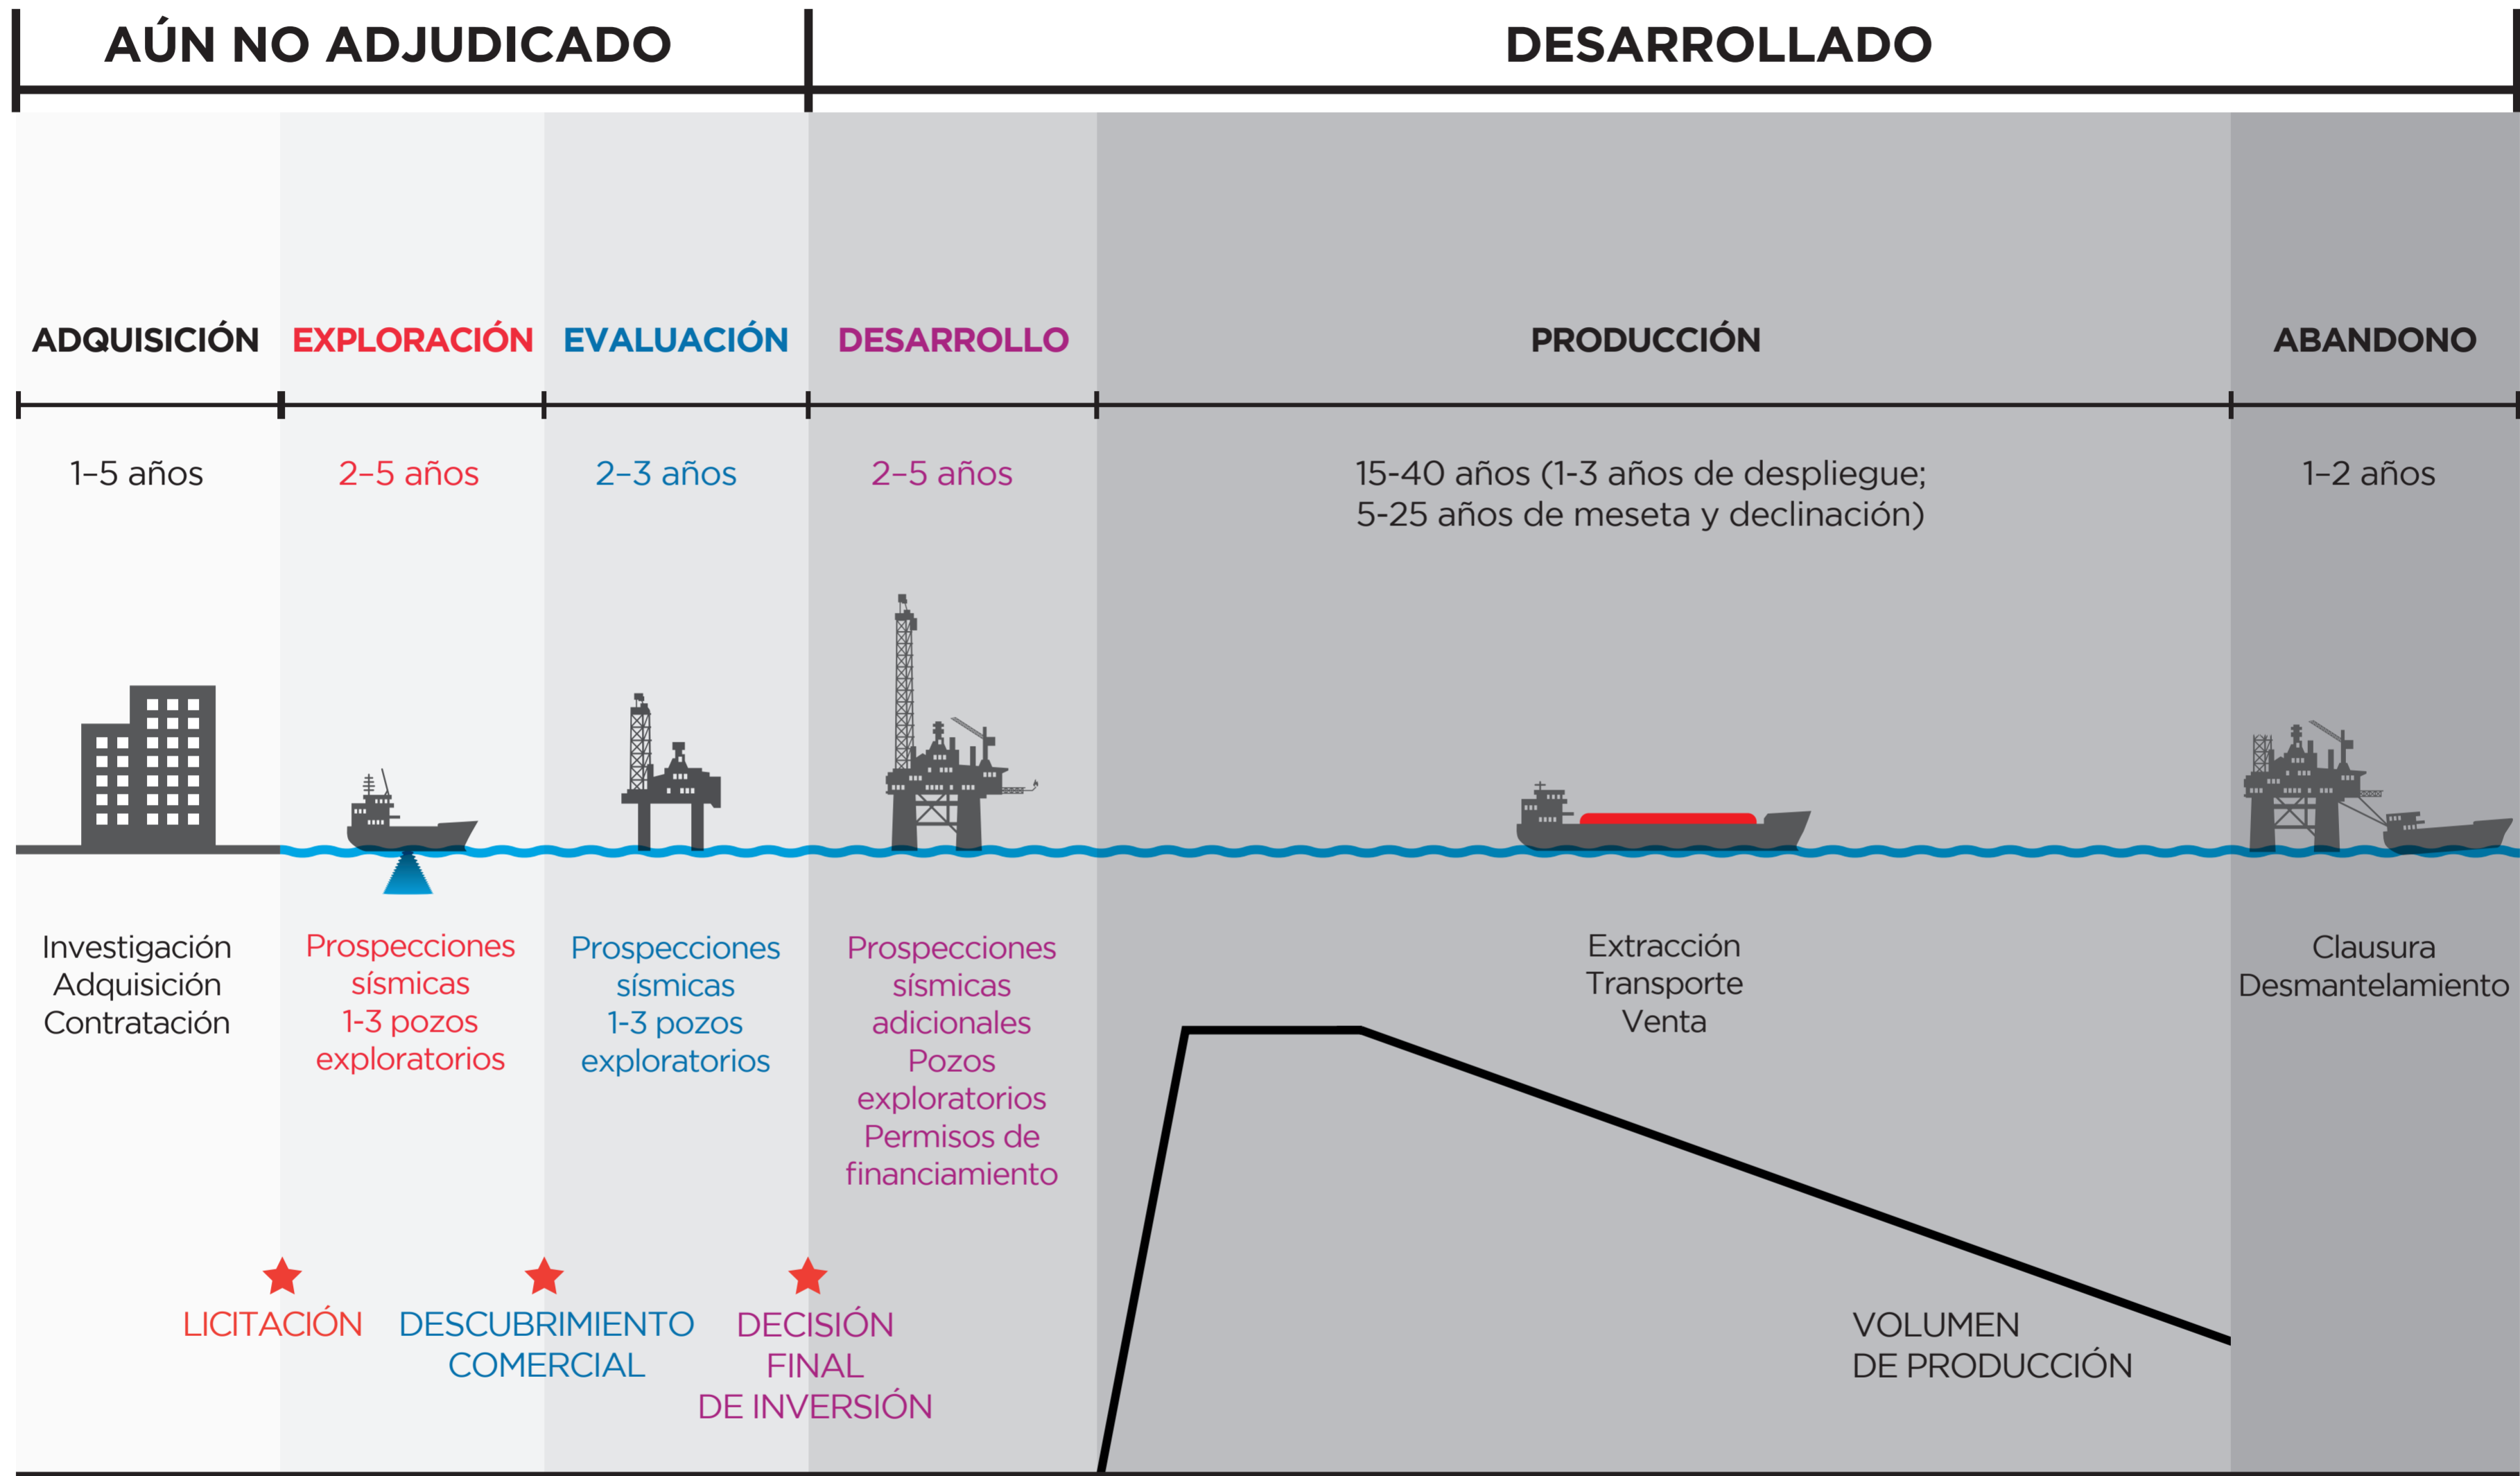 AÚN NO ADJUDICADO
DESARROLLADO
ADQUISICIÓN
EXPLORACIÓN
EVALUACIÓN
DESARROLLO
PRODUCCIÓN
ABANDONO
1–5 años
2–5 años
2–3 años
2–5 años
15-40 años (1-3 años de despliegue;
5-25 años de meseta y declinación)
1–2 años
Investigación
Adquisición
Contratación
Prospecciones
sísmicas
1-3 pozos
exploratorios
Prospecciones
sísmicas
1-3 pozos
exploratorios
Prospecciones
sísmicas
adicionales
Pozos
exploratorios
Permisos de
financiamiento
Extracción
Transporte
Venta
Clausura
Desmantelamiento
LICITACIÓN
DESCUBRIMIENTO
COMERCIAL
DECISIÓN
FINAL
DE INVERSIÓN
VOLUMEN
DE PRODUCCIÓN